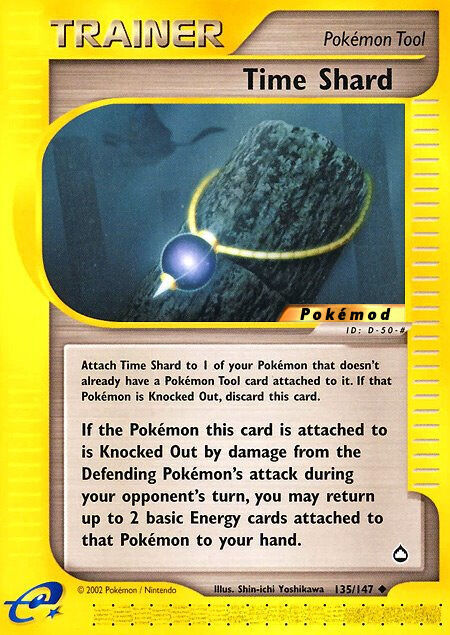 TRAINER
Pokémon Tool
Time Shard
Pokémod
ID: D-50-#
Attach Time Shard to 1 of your Pokémon that doesn't
already have a Pokémon Tool card attached to it. If that
Pokémon is Knocked Out, discard this card.
If the Pokémon this card is attached to
is Knocked Out by damage from the
Defending Pokémon's attack during
your opponent's turn, you may return
up to 2 basic Energy cards attached to
that Pokémon to your hand.
© 2002 Pokémon / Nintendo
Illus. Shin-ichi Yoshikawa
135/147
e